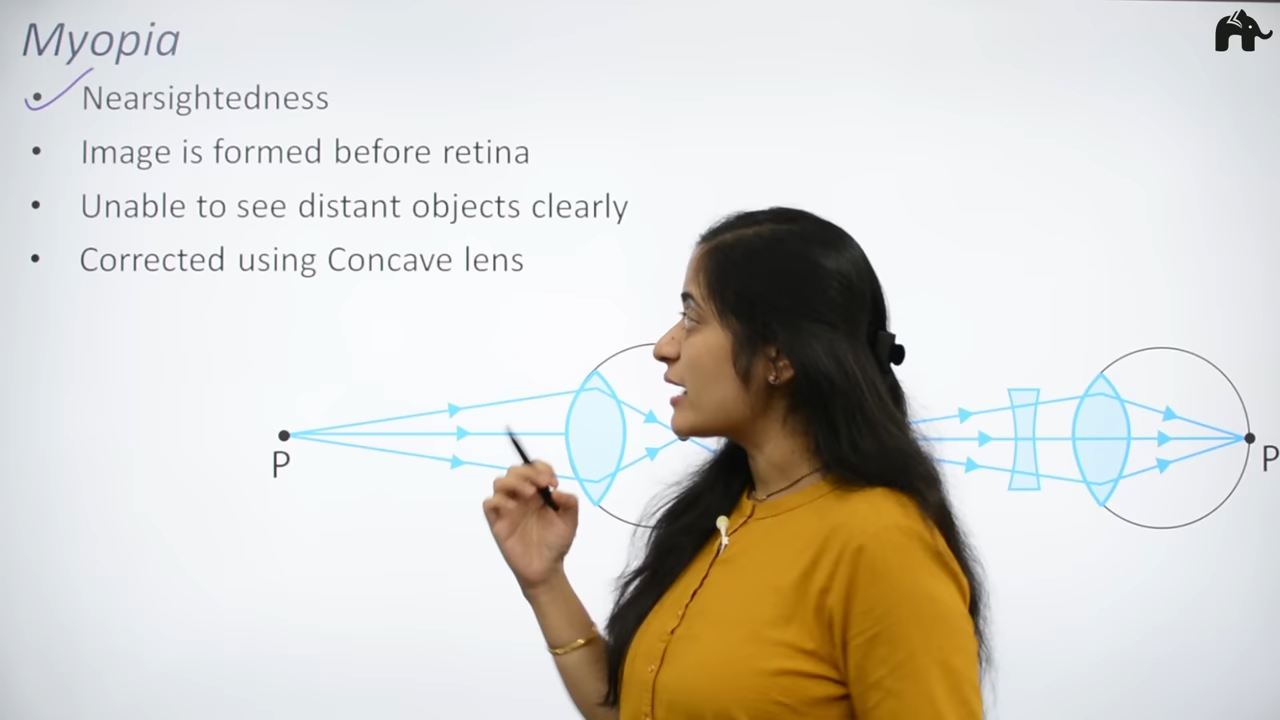 Myopia
• Nearsightedness
• Image is formed before retina
• Unable to see distant objects clearly
• Corrected using Concave lens
P
P